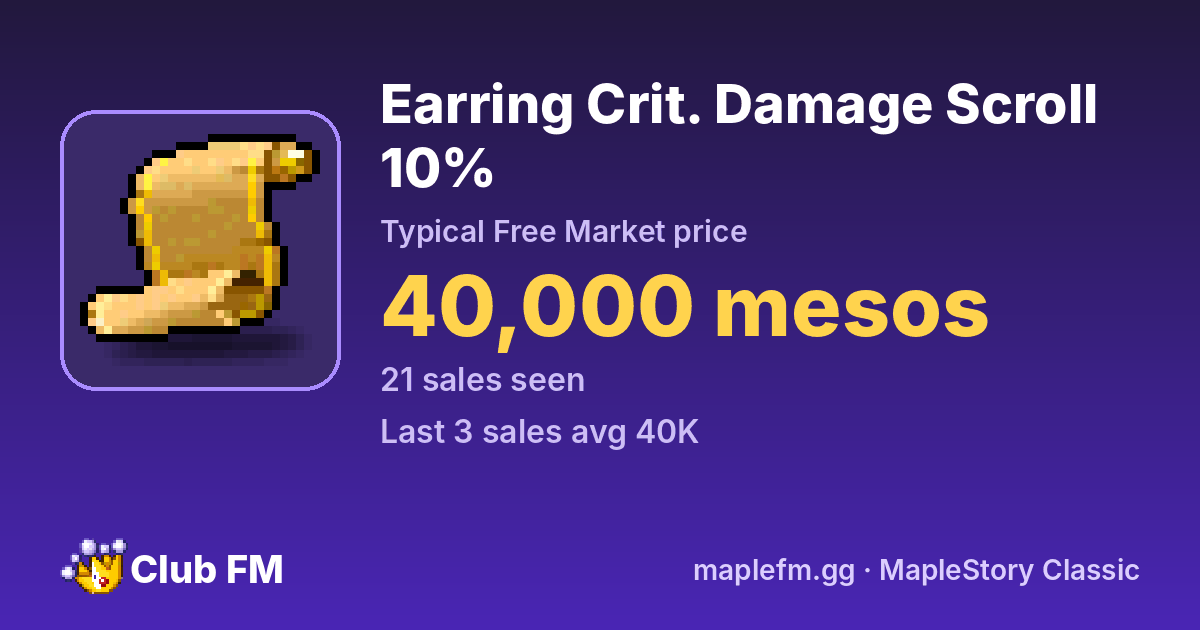 Earring Crit. Damage Scroll
10%
Typical Free Market price
40,000 mesos
21 sales seen
Last 3 sales avg 40K
Club FM
maplefm.gg · MapleStory Classic